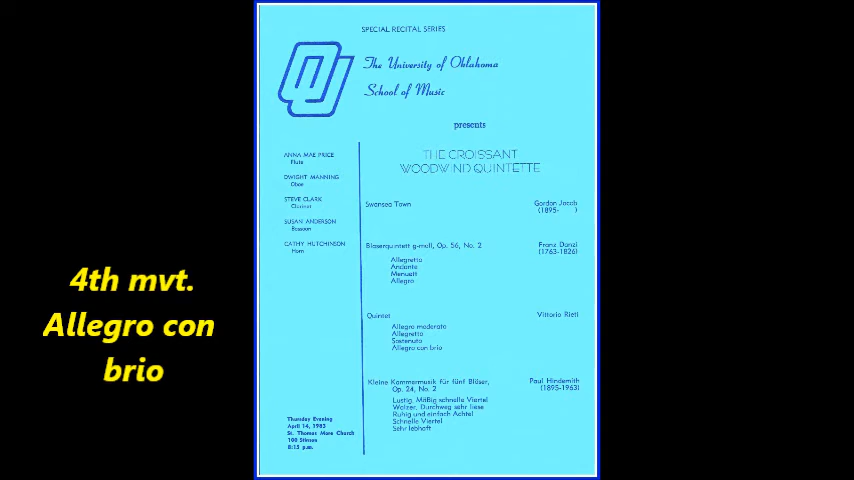 SPECIAL RECITAL SERIES
OU
The University of Oklahoma
School of Music
presents
ANNA MAE PRICE
Flute
DWIGHT MANNING
Oboe
STEVE CLARK
Clarinet
SUSAN ANDERSON
Bassoon
CATHY HUTCHINSON
Horn
THE CROISSANT
WOODWIND QUINTETTE
Swansea Town Gordon Jacob
(1895- )
Bläserquintett g-moll, Op. 56, No. 2 Franz Danzi
(1763-1826)
Allegretto
Andante
Menuett
Allegro
Quintet Vittorio Rieti
Allegro moderato
Allegretto
Sostenuto
Allegro con brio
Kleine Kammermusik für fünf Bläser, Paul Hindemith
Op. 24, No. 2 (1895-1963)
Lustig. Mäßig schnelle Viertel
Walzer. Durchweg sehr liese
Ruhig und einfach Achtel
Schnelle Viertel
Sehr lebhaft
Thursday Evening
April 14, 1983
St. Thomas More Church
100 Stinson
8:15 p.m.
4th mvt.
Allegro con
brio